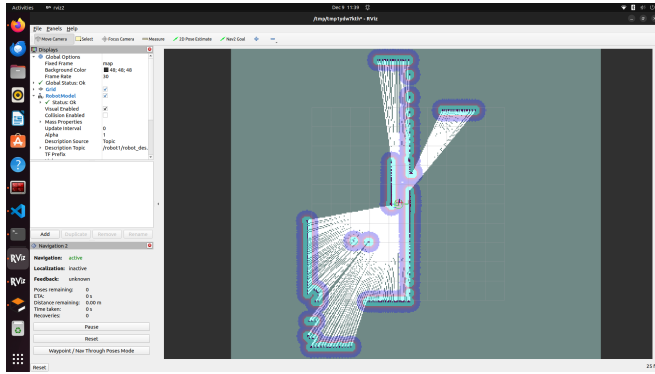 Activities
rviz2
Dec 9 11:39
/tmp/tmp1ydw7kth* - RViz
File Panels Help
Move Camera
Select
Focus Camera
Measure
2D Pose Estimate
Nav2 Goal
Displays
Global Options
Fixed Frame map
Background Color 48; 48; 48
Frame Rate 30
Global Status: Ok
Grid
RobotModel
Status: Ok
Visual Enabled
Collision Enabled
Mass Properties
Update Interval 0
Alpha 1
Description Source Topic
Description Topic /robot1/robot_des...
TF Prefix
Add Duplicate Remove Rename
Navigation 2
Navigation: active
Localization: inactive
Feedback: unknown
Poses remaining: 0
ETA: 0 s
Distance remaining: 0.00 m
Time taken: 0 s
Recoveries: 0
Pause
Reset
Waypoint / Nav Through Poses Mode
Reset